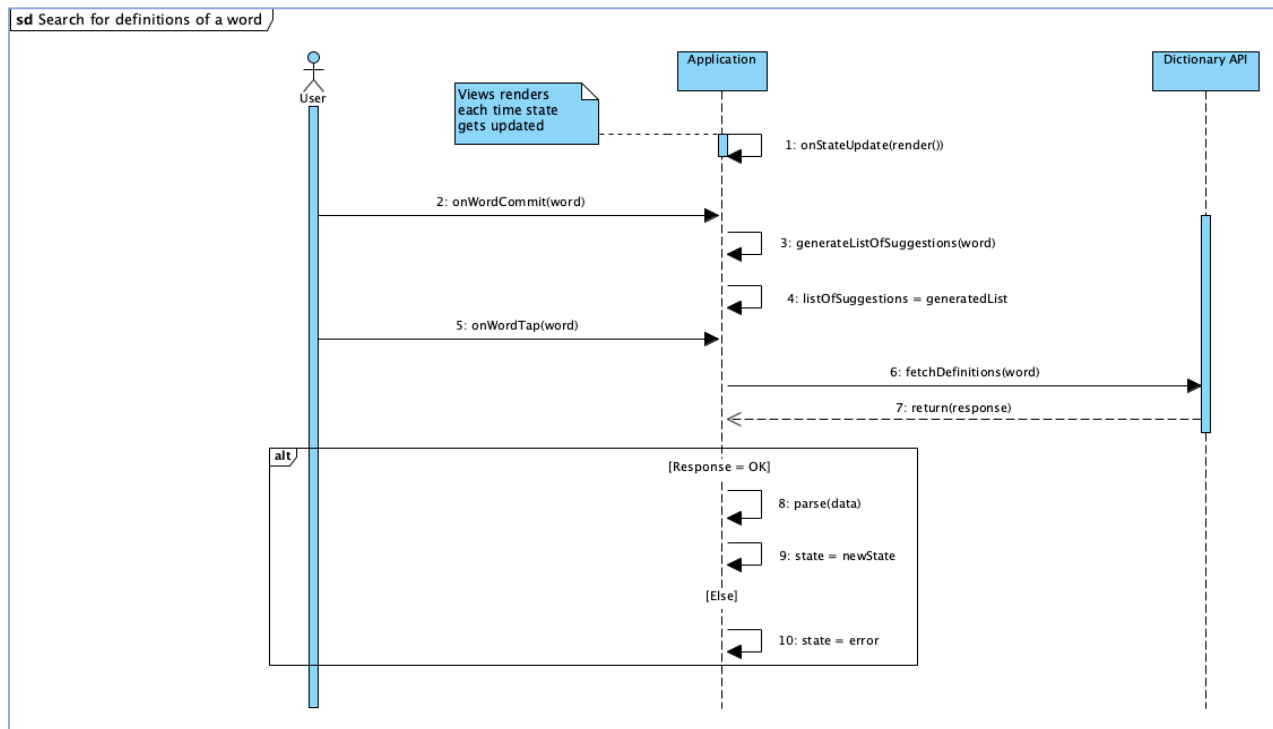 sd Search for definitions of a word
User
Application
Dictionary API
Views renders
each time state
gets updated
1: onStateUpdate(render())
2: onWordCommit(word)
3: generateListOfSuggestions(word)
4: listOfSuggestions = generatedList
5: onWordTap(word)
6: fetchDefinitions(word)
7: return(response)
alt
[Response = OK]
8: parse(data)
9: state = newState
[Else]
10: state = error